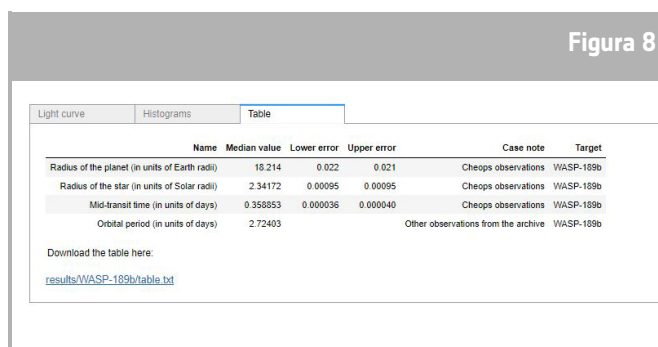 Figura 8
Light curve Histograms Table
Name Median value Lower error Upper error Case note Target
Radius of the planet (in units of Earth radii) 18.214 0.022 0.021 Cheops observations WASP-189b
Radius of the star (in units of Solar radii) 2.34172 0.00095 0.00095 Cheops observations WASP-189b
Mid-transit time (in units of days) 0.358853 0.000036 0.000040 Cheops observations WASP-189b
Orbital period (in units of days) 2.72403 Other observations from the archive WASP-189b
Download the table here:
results/WASP-189b/table.txt